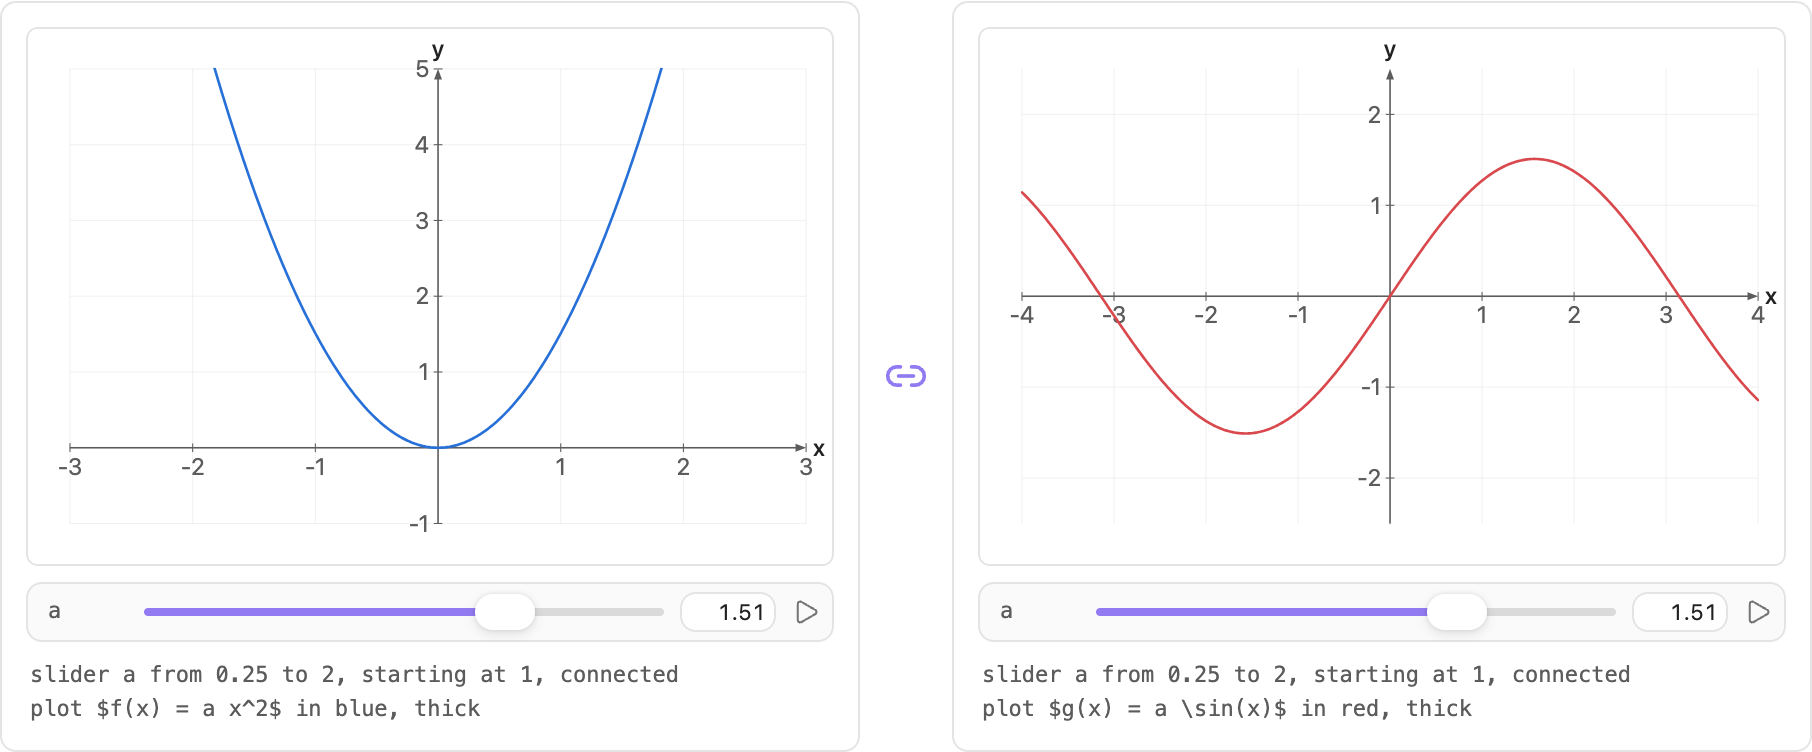 y
5
4
3
2
1
-3
-2
-1
1
2
3
x
-1
a
1.51
slider a from 0.25 to 2, starting at 1, connected
plot $f(x) = a x^2$ in blue, thick
y
2
1
-4
-3
-2
-1
1
2
3
4
x
-1
-2
a
1.51
slider a from 0.25 to 2, starting at 1, connected
plot $g(x) = a \sin(x)$ in red, thick